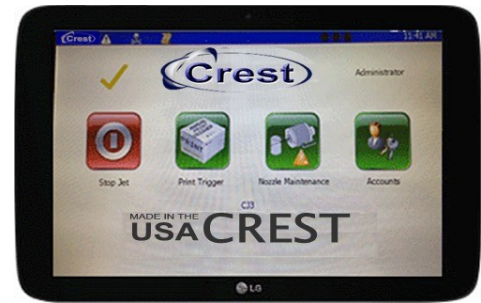 Crest
11:41 AM
Crest
Administrator
PRINT
Stop Jet
Print Trigger
Nozzle Maintenance
Accounts
CJ3
MADE IN THE
USA CREST
LG